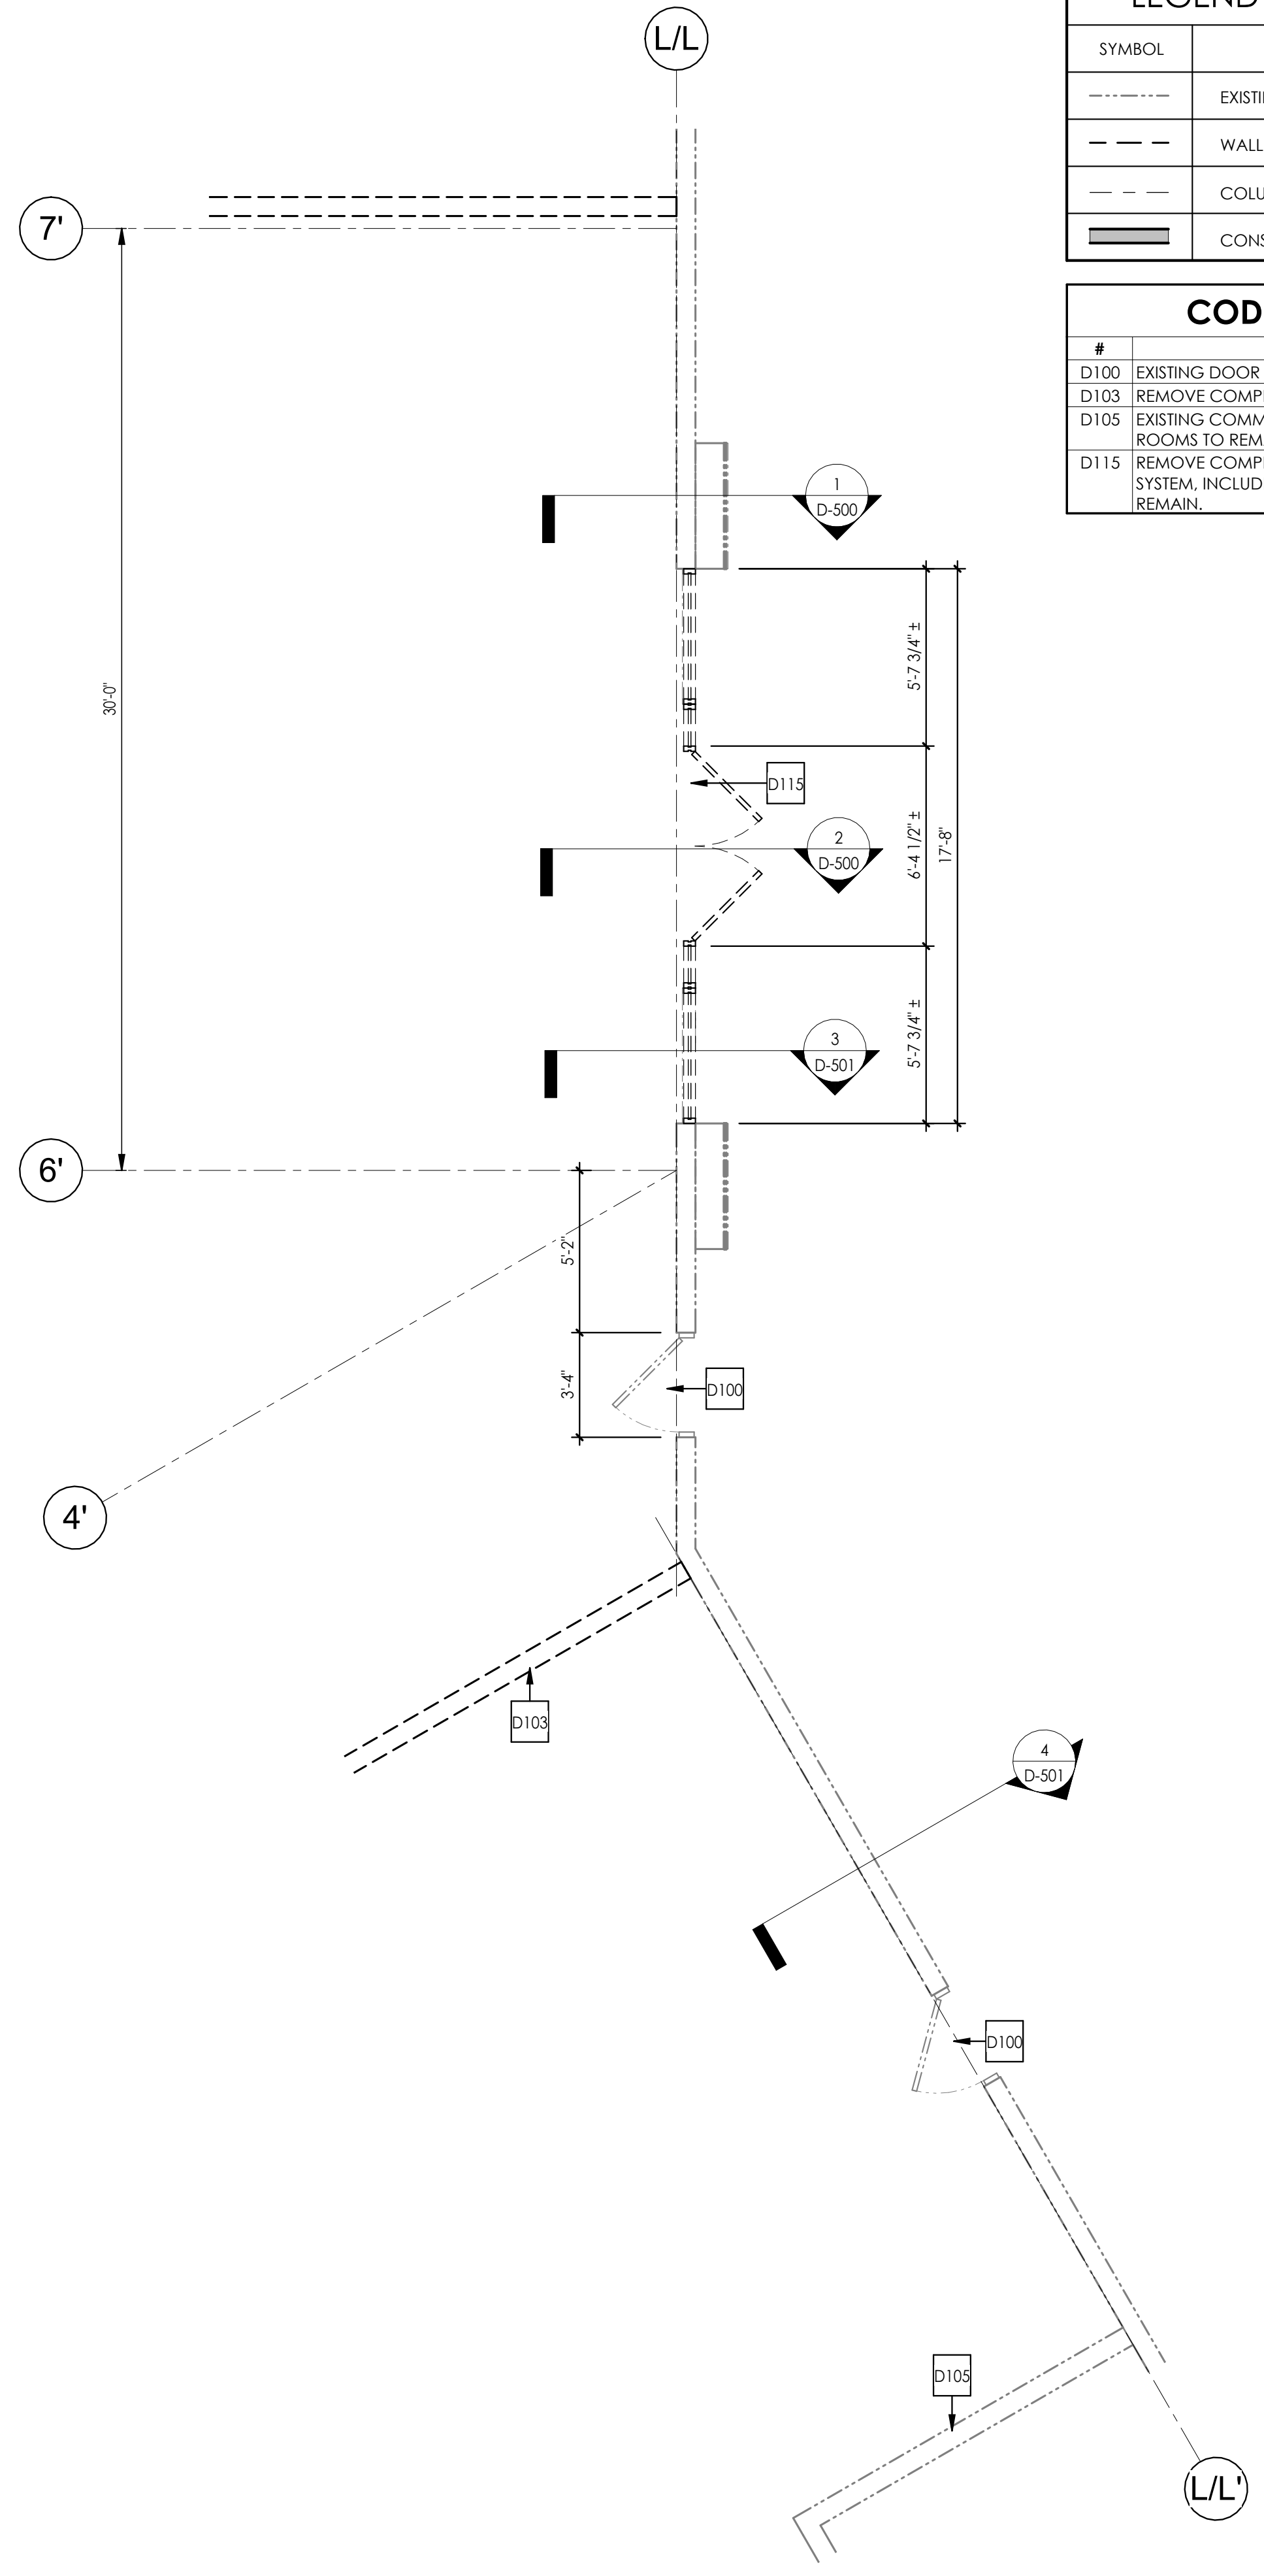 L/L
LEGEND
SYMBOL
EXISTI
WALL
COLU
CONS
COD
#
D100 EXISTING DOOR
D103 REMOVE COMP
D105 EXISTING COMM
ROOMS TO REM
D115 REMOVE COMP
SYSTEM, INCLUD
REMAIN.
7'
30'-0"
1
D-500
5'-7 3/4" ±
D115
2
D-500
6'-4 1/2" ±
17'-8"
3
D-501
5'-7 3/4" ±
6'
5'-2"
3'-4"
D100
4'
D103
4
D-501
D100
D105
L/L'